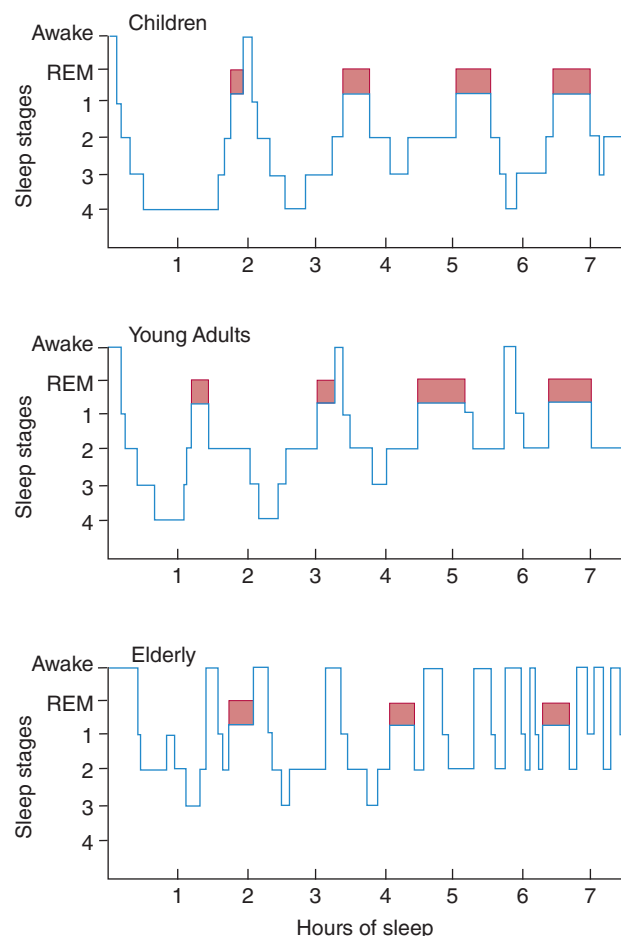 Children
Awake
REM
1
2
3
4
Sleep stages
1 2 3 4 5 6 7
Young Adults
Awake
REM
1
2
3
4
Sleep stages
1 2 3 4 5 6 7
Elderly
Awake
REM
1
2
3
4
Sleep stages
1 2 3 4 5 6 7
Hours of sleep